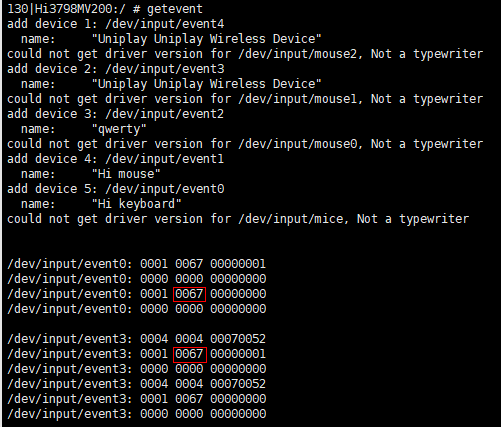 130|Hi3798MV200:/ # getevent
add device 1: /dev/input/event4
name: "Uniplay Uniplay Wireless Device"
could not get driver version for /dev/input/mouse2, Not a typewriter
add device 2: /dev/input/event3
name: "Uniplay Uniplay Wireless Device"
could not get driver version for /dev/input/mouse1, Not a typewriter
add device 3: /dev/input/event2
name: "qwerty"
could not get driver version for /dev/input/mouse0, Not a typewriter
add device 4: /dev/input/event1
name: "Hi mouse"
add device 5: /dev/input/event0
name: "Hi keyboard"
could not get driver version for /dev/input/mice, Not a typewriter
/dev/input/event0: 0001 0067 00000001
/dev/input/event0: 0000 0000 00000000
/dev/input/event0: 0001 0067 00000000
/dev/input/event0: 0000 0000 00000000
/dev/input/event3: 0004 0004 00070052
/dev/input/event3: 0001 0067 00000001
/dev/input/event3: 0000 0000 00000000
/dev/input/event3: 0004 0004 00070052
/dev/input/event3: 0001 0067 00000000
/dev/input/event3: 0000 0000 00000000